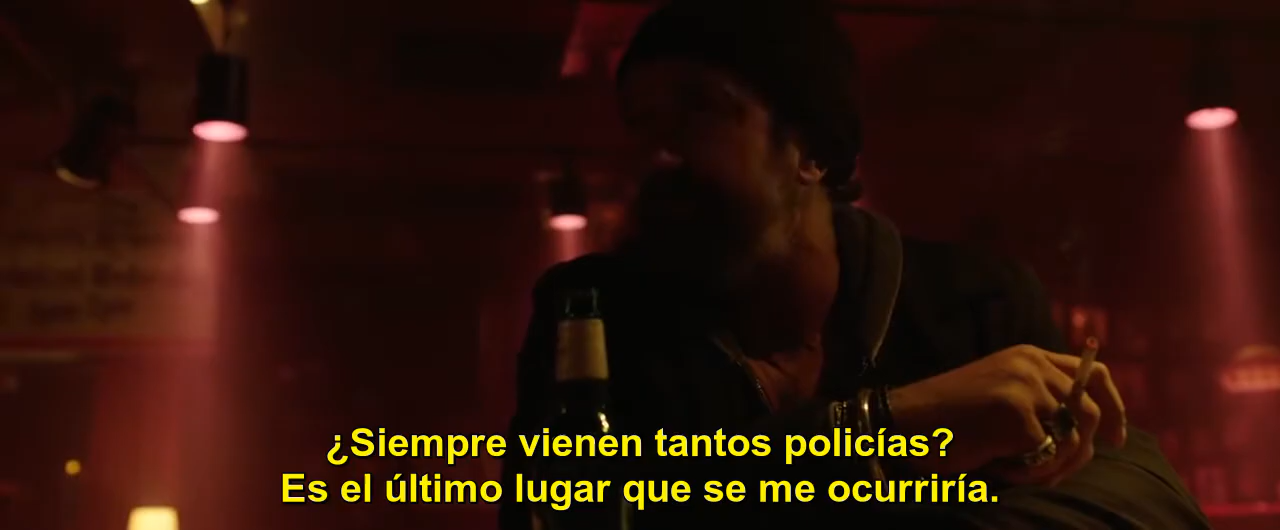 ¿Siempre vienen tantos policías?
Es el último lugar que se me ocurriría.